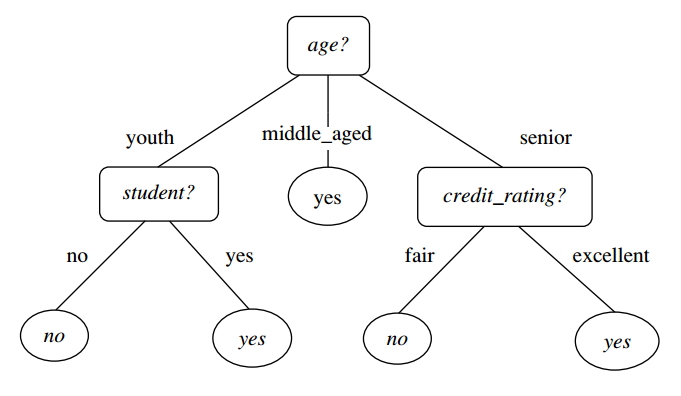 age?
youth
middle_aged
senior
student?
yes
credit_rating?
no
yes
fair
excellent
no
yes
no
yes